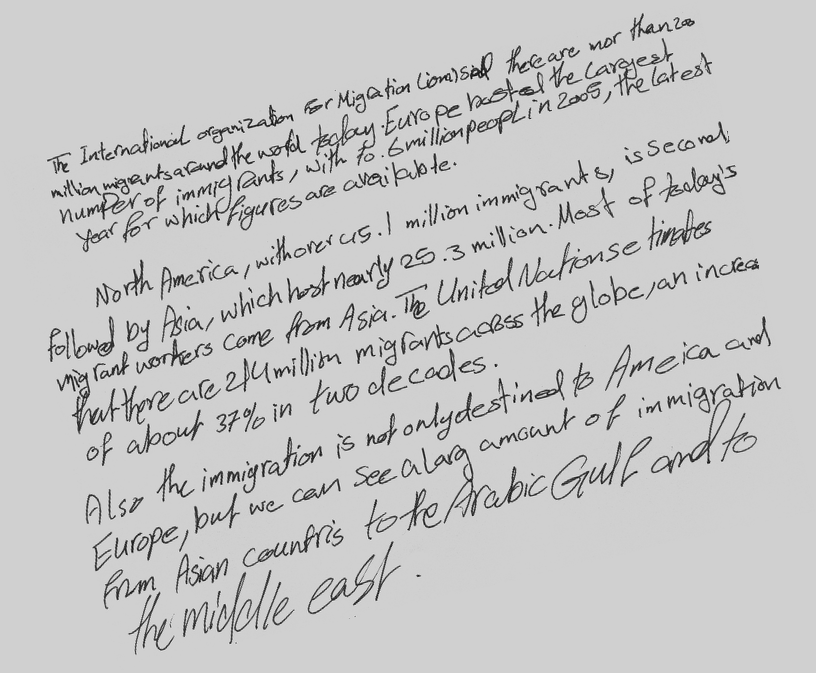 The International organization For Migration (iom) said there are mor than 200
million migrants around the world today. Europe hosted the Largest
number of immigrants, with 70.6 million peopl in 2005, the latest
year for which figures are available.
North America, with over 45.1 million immigrants, is second,
followed by Asia, which host nearly 25.3 million. Most of today's
migrant workers come from Asia. The United Nations e timates
that there are 214 million migrants across the globe, an increas
of about 37% in two decades.
Also the immigration is not only destined to Ameica and
Europe, but we can see a larg amount of immigration
from Asian countris to the Arabic Gulf and to
the middle east.